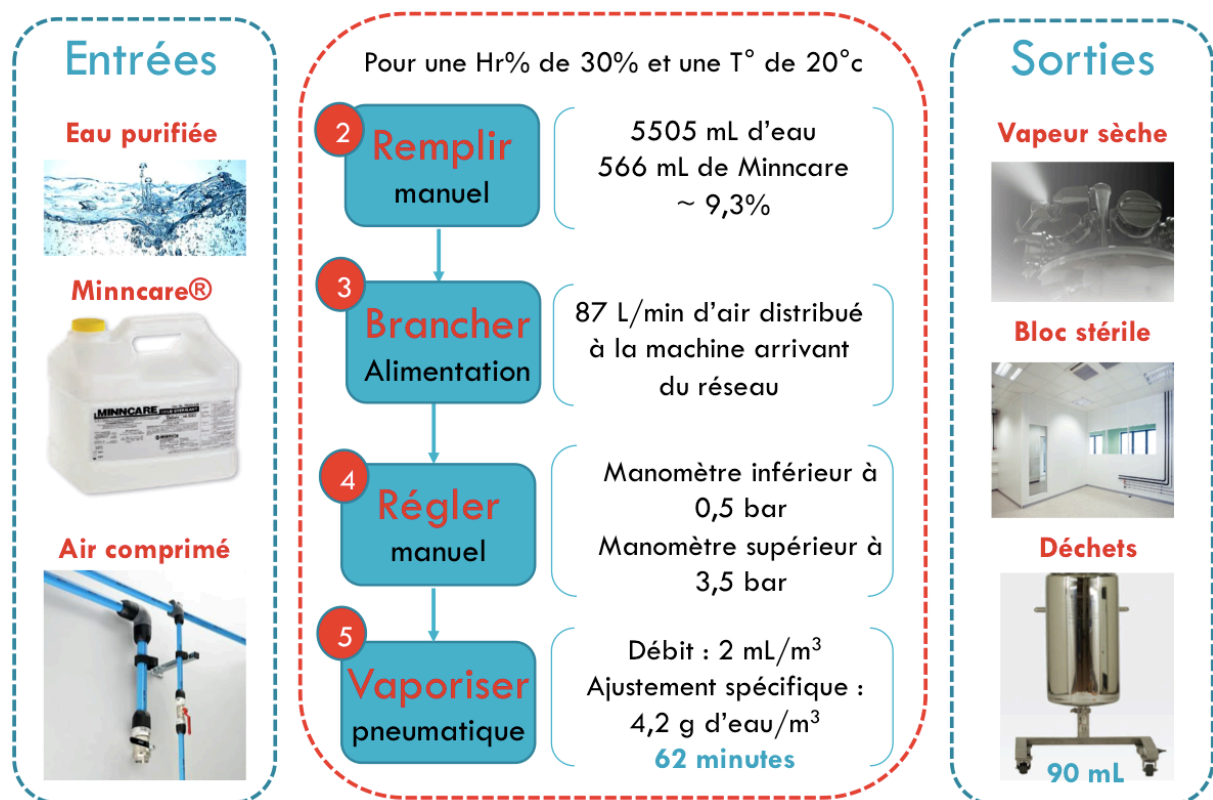 Entrées
Eau purifiée
Minncare®
MINNCARE
Air comprimé
Pour une Hr% de 30% et une T° de 20°c
2
Remplir
manuel
5505 mL d’eau
566 mL de Minncare
~ 9,3%
3
Brancher
Alimentation
87 L/min d’air distribué
à la machine arrivant
du réseau
4
Régler
manuel
Manomètre inférieur à
0,5 bar
Manomètre supérieur à
3,5 bar
5
Vaporiser
pneumatique
Débit : 2 mL/m³
Ajustement spécifique :
4,2 g d’eau/m³
62 minutes
Sorties
Vapeur sèche
Bloc stérile
Déchets
90 mL